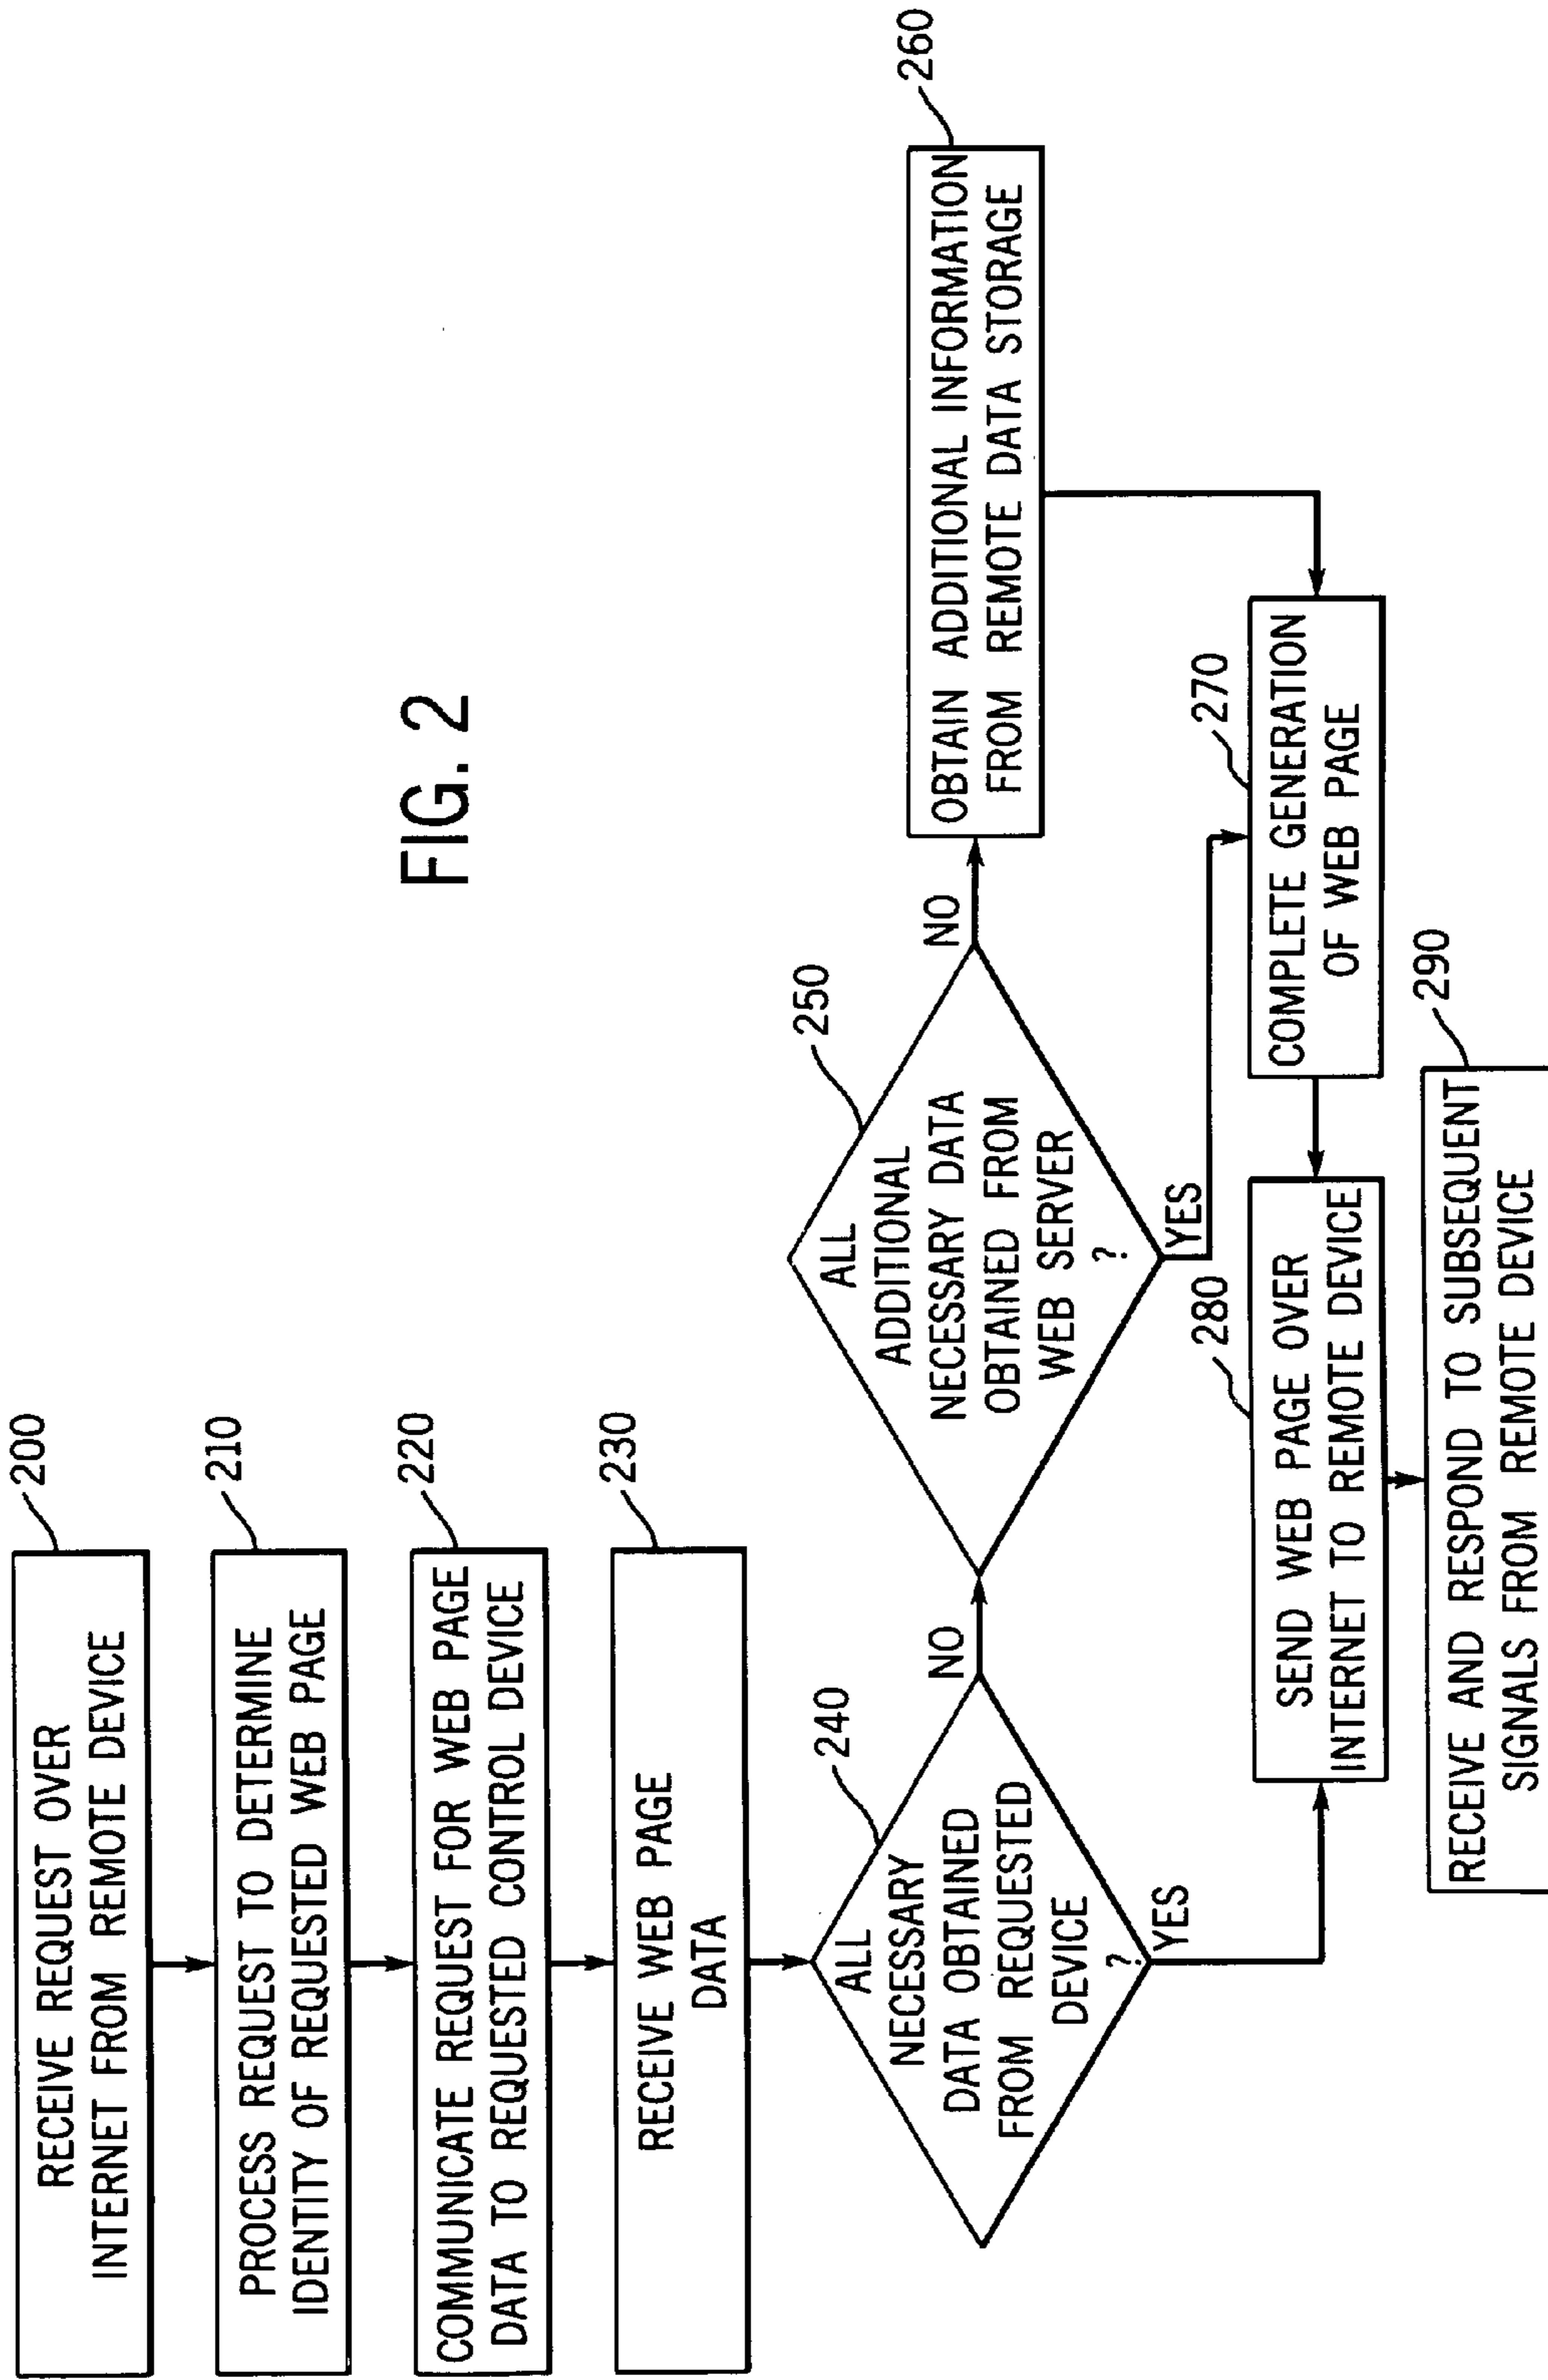 FIG. 2
200
RECEIVE REQUEST OVER
INTERNET FROM REMOTE DEVICE
210
PROCESS REQUEST TO DETERMINE
IDENTITY OF REQUESTED WEB PAGE
220
COMMUNICATE REQUEST FOR WEB PAGE
DATA TO REQUESTED CONTROL DEVICE
230
RECEIVE WEB PAGE
DATA
240
ALL
NECESSARY
DATA OBTAINED
FROM REQUESTED
DEVICE
?
NO
YES
250
ALL
ADDITIONAL
NECESSARY DATA
OBTAINED FROM
WEB SERVER
?
NO
YES
260
OBTAIN ADDITIONAL INFORMATION
FROM REMOTE DATA STORAGE
270
COMPLETE GENERATION
OF WEB PAGE
280
SEND WEB PAGE OVER
INTERNET TO REMOTE DEVICE
290
RECEIVE AND RESPOND TO SUBSEQUENT
SIGNALS FROM REMOTE DEVICE